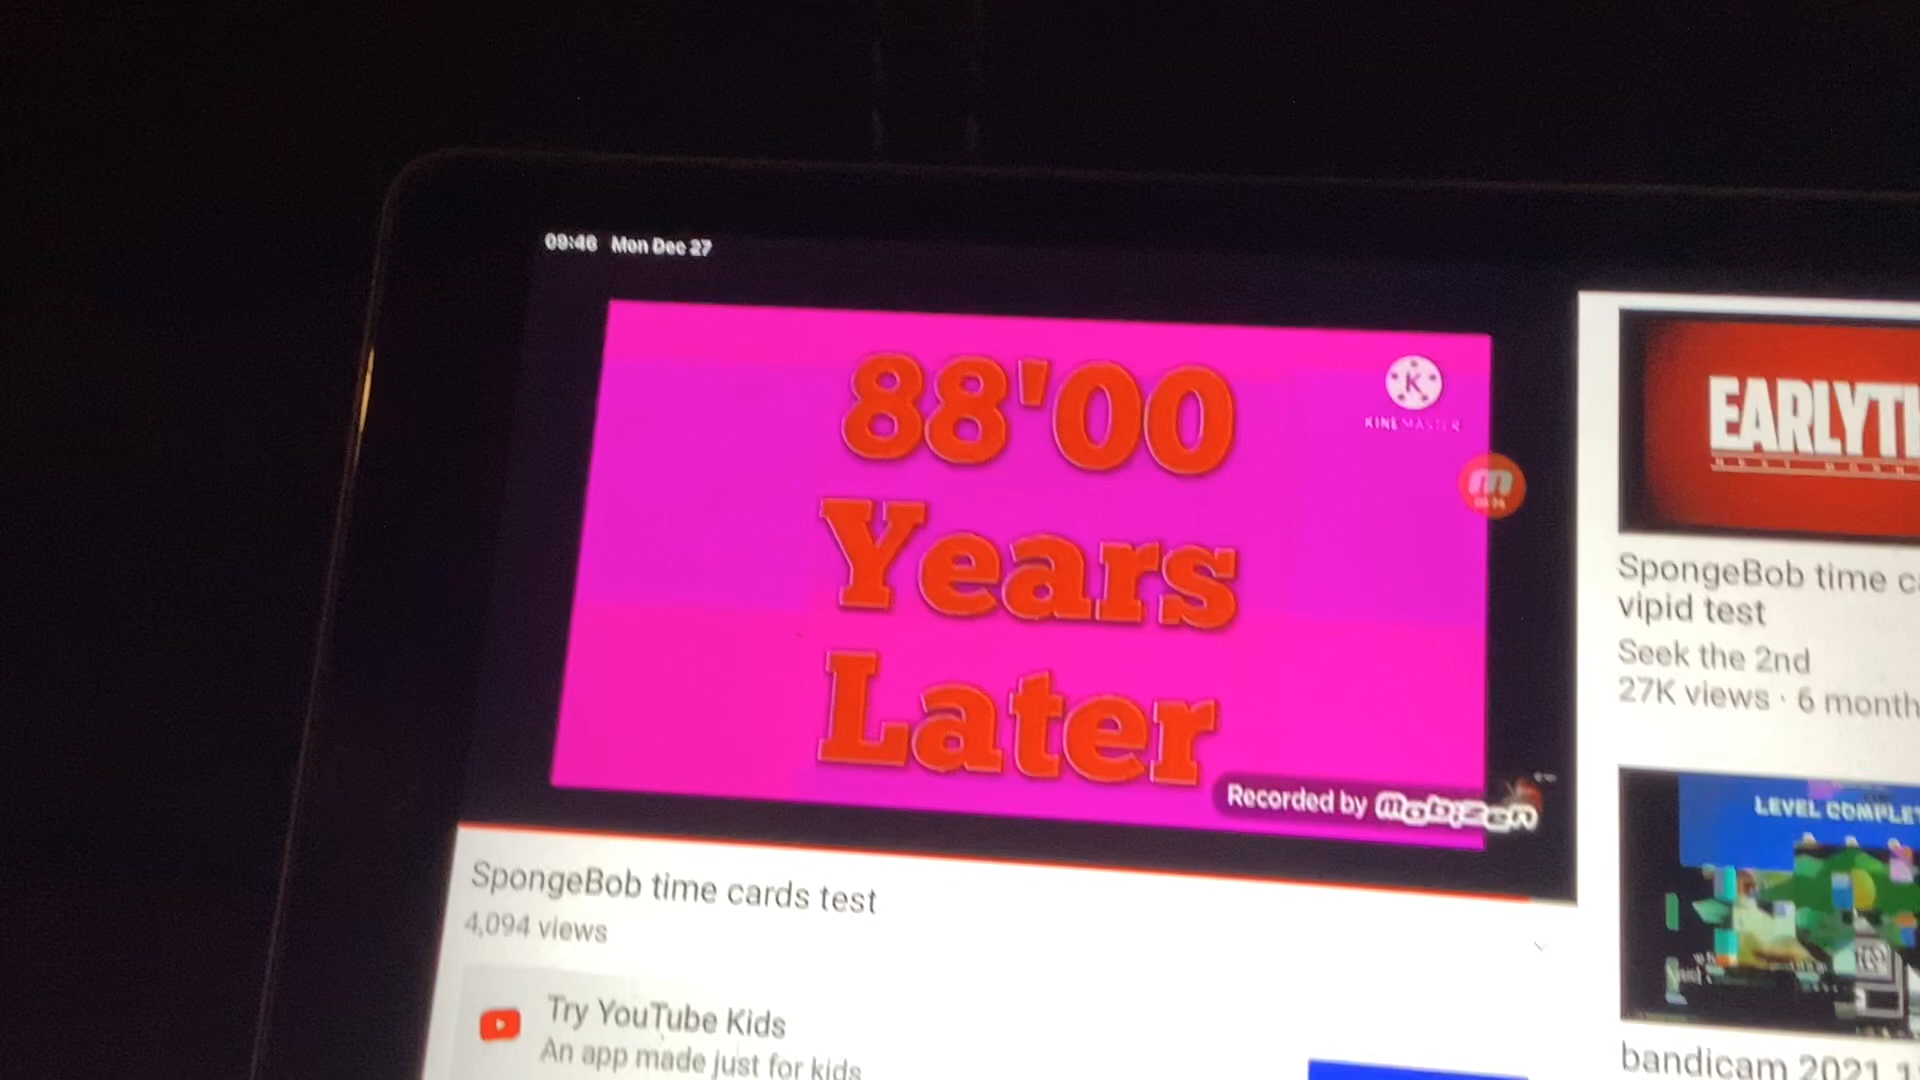 09:46 Mon Dec 27
88'00
Years
Later
K
KINEMASTER
m
Recorded by mobizen
SpongeBob time cards test
4,094 views
Try YouTube Kids
An app made just for kids
EARLYTH
SpongeBob time c
vipid test
Seek the 2nd
27K views · 6 month
LEVEL COMPLET
bandicam 2021 1